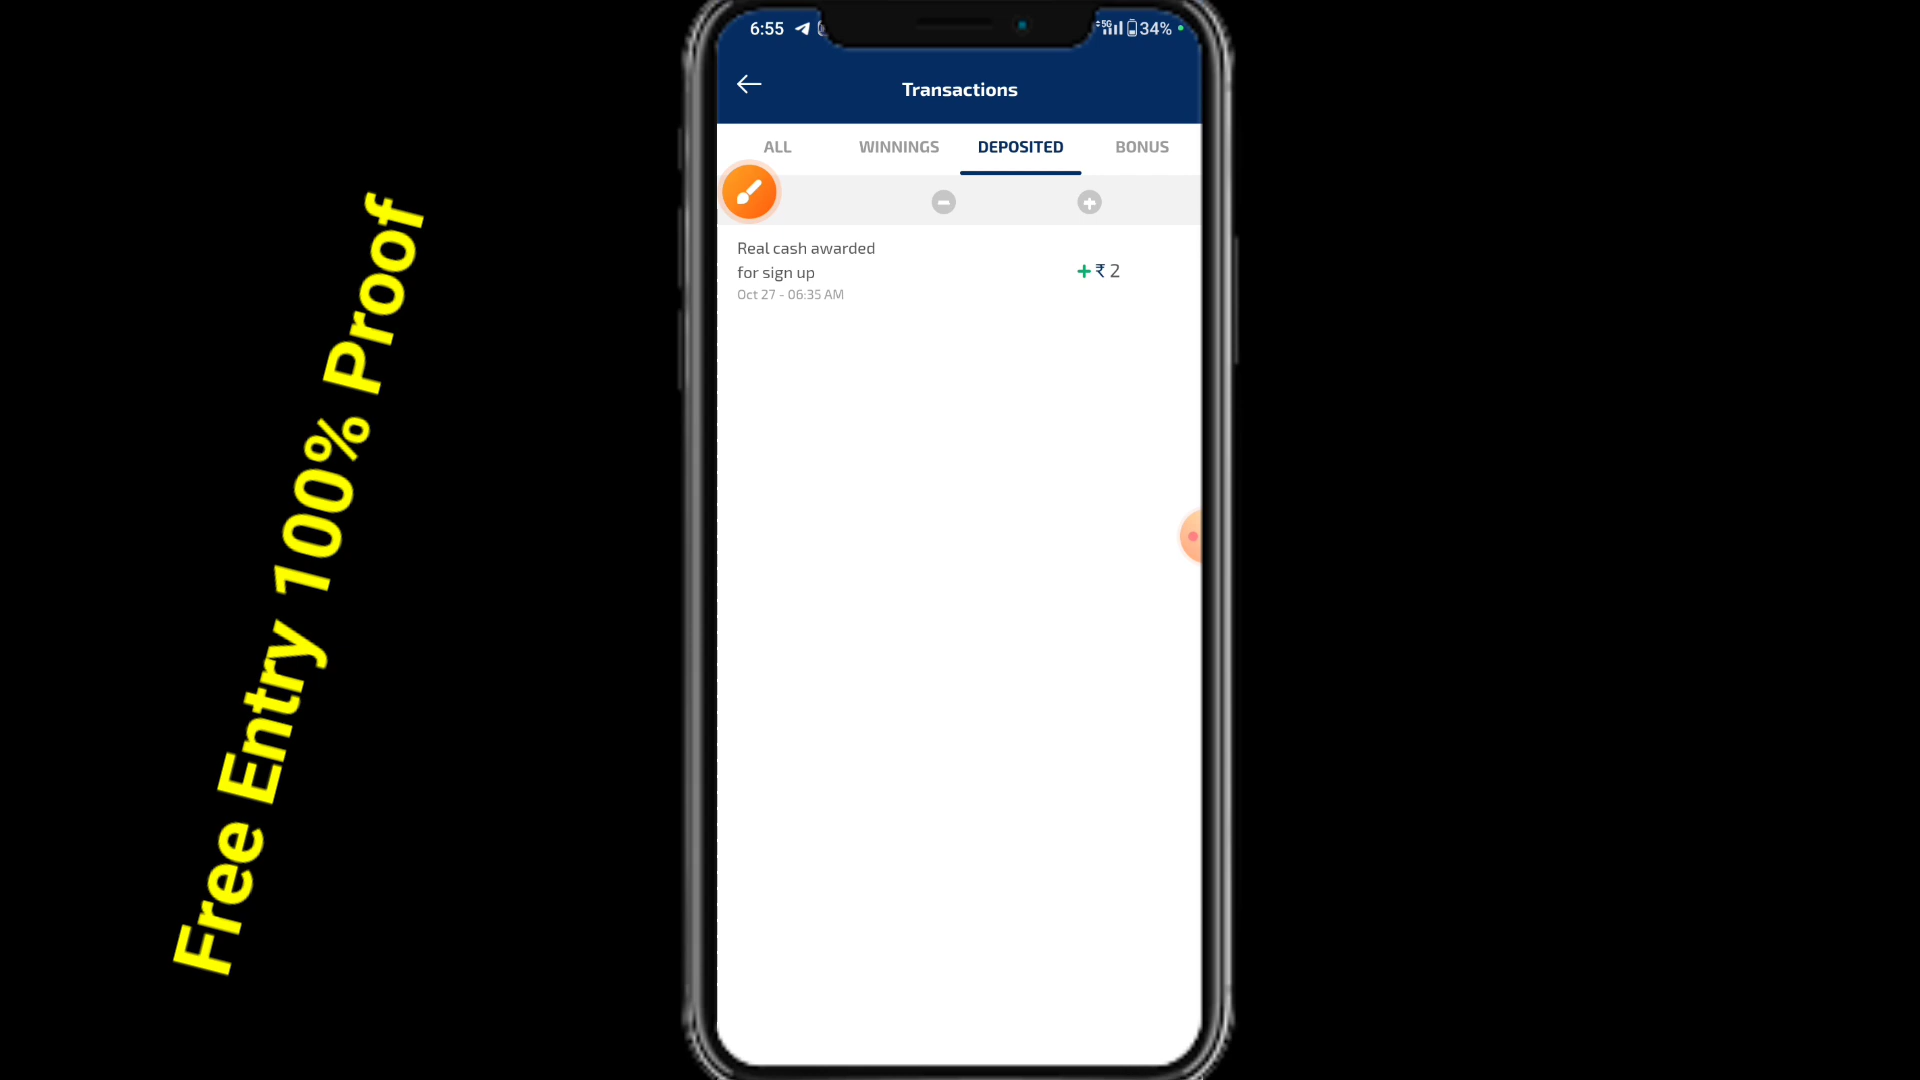 6:55
5G
34%
Transactions
ALL
WINNINGS
DEPOSITED
BONUS
Real cash awarded
for sign up
+ ₹ 2
Oct 27 - 06:35 AM
Free Entry 100% Proof